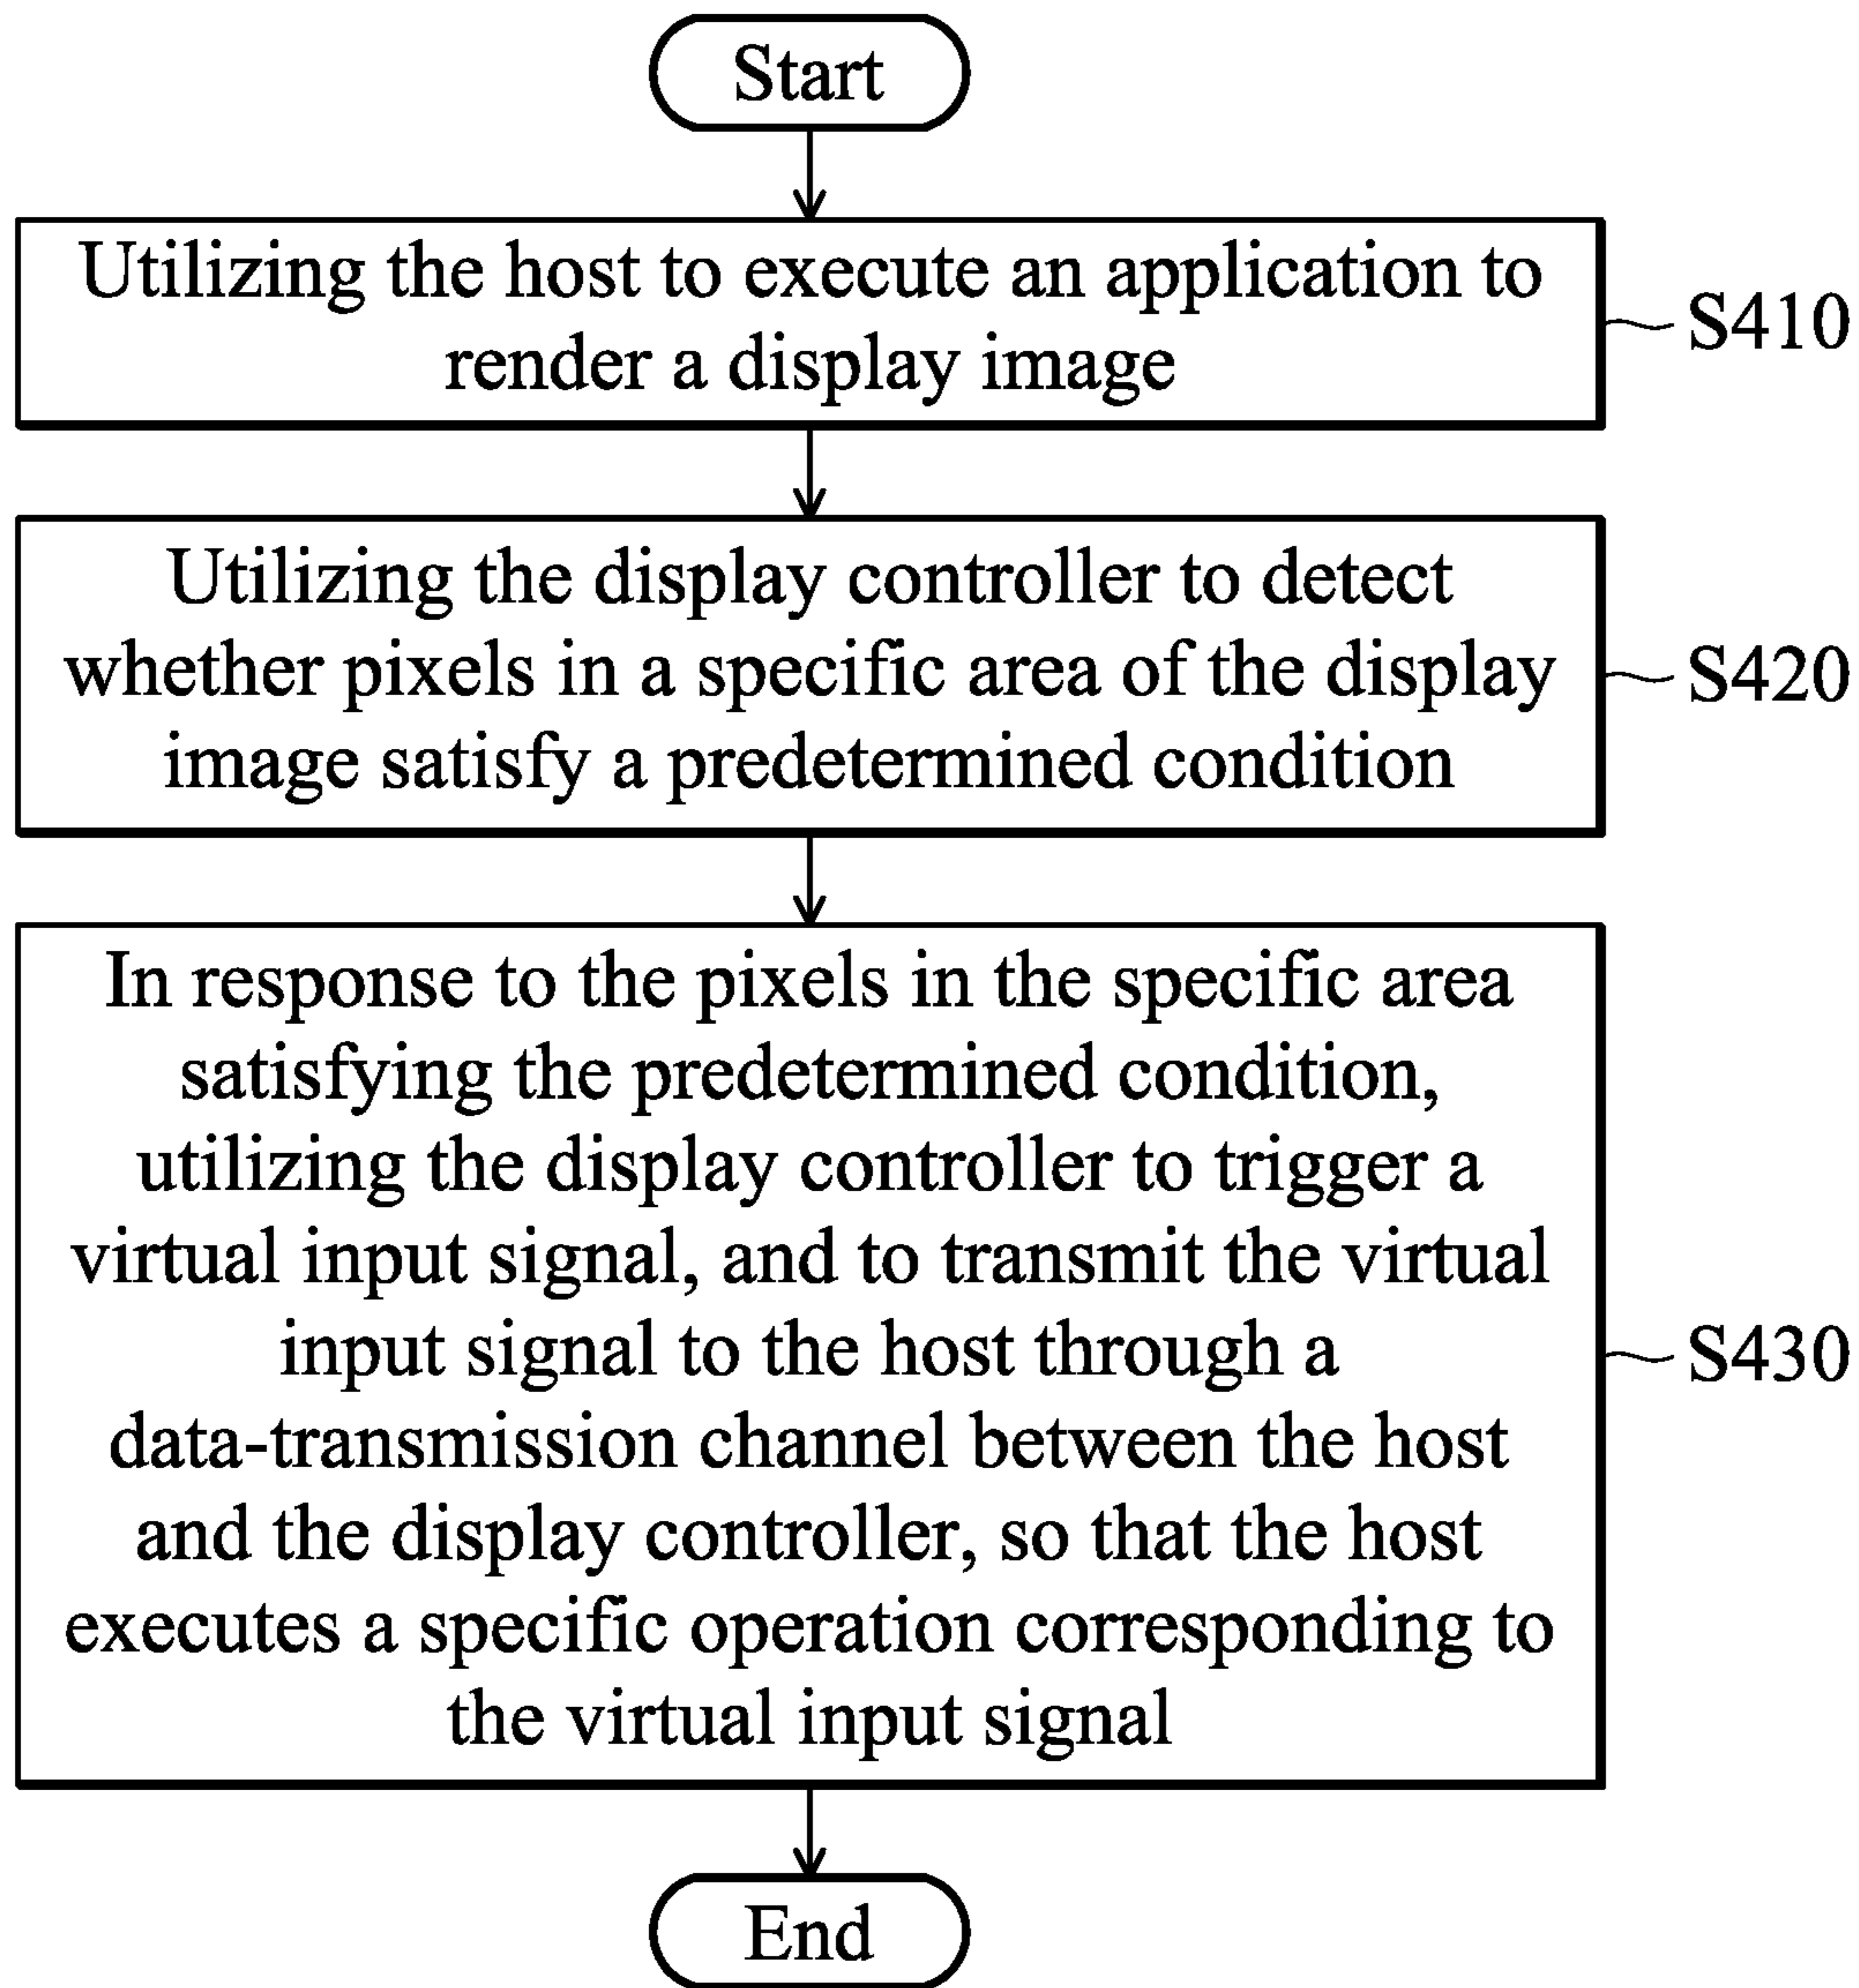 Start
Utilizing the host to execute an application to
render a display image
S410
Utilizing the display controller to detect
whether pixels in a specific area of the display
image satisfy a predetermined condition
S420
In response to the pixels in the specific area
satisfying the predetermined condition,
utilizing the display controller to trigger a
virtual input signal, and to transmit the virtual
input signal to the host through a
data-transmission channel between the host
and the display controller, so that the host
executes a specific operation corresponding to
the virtual input signal
S430
End